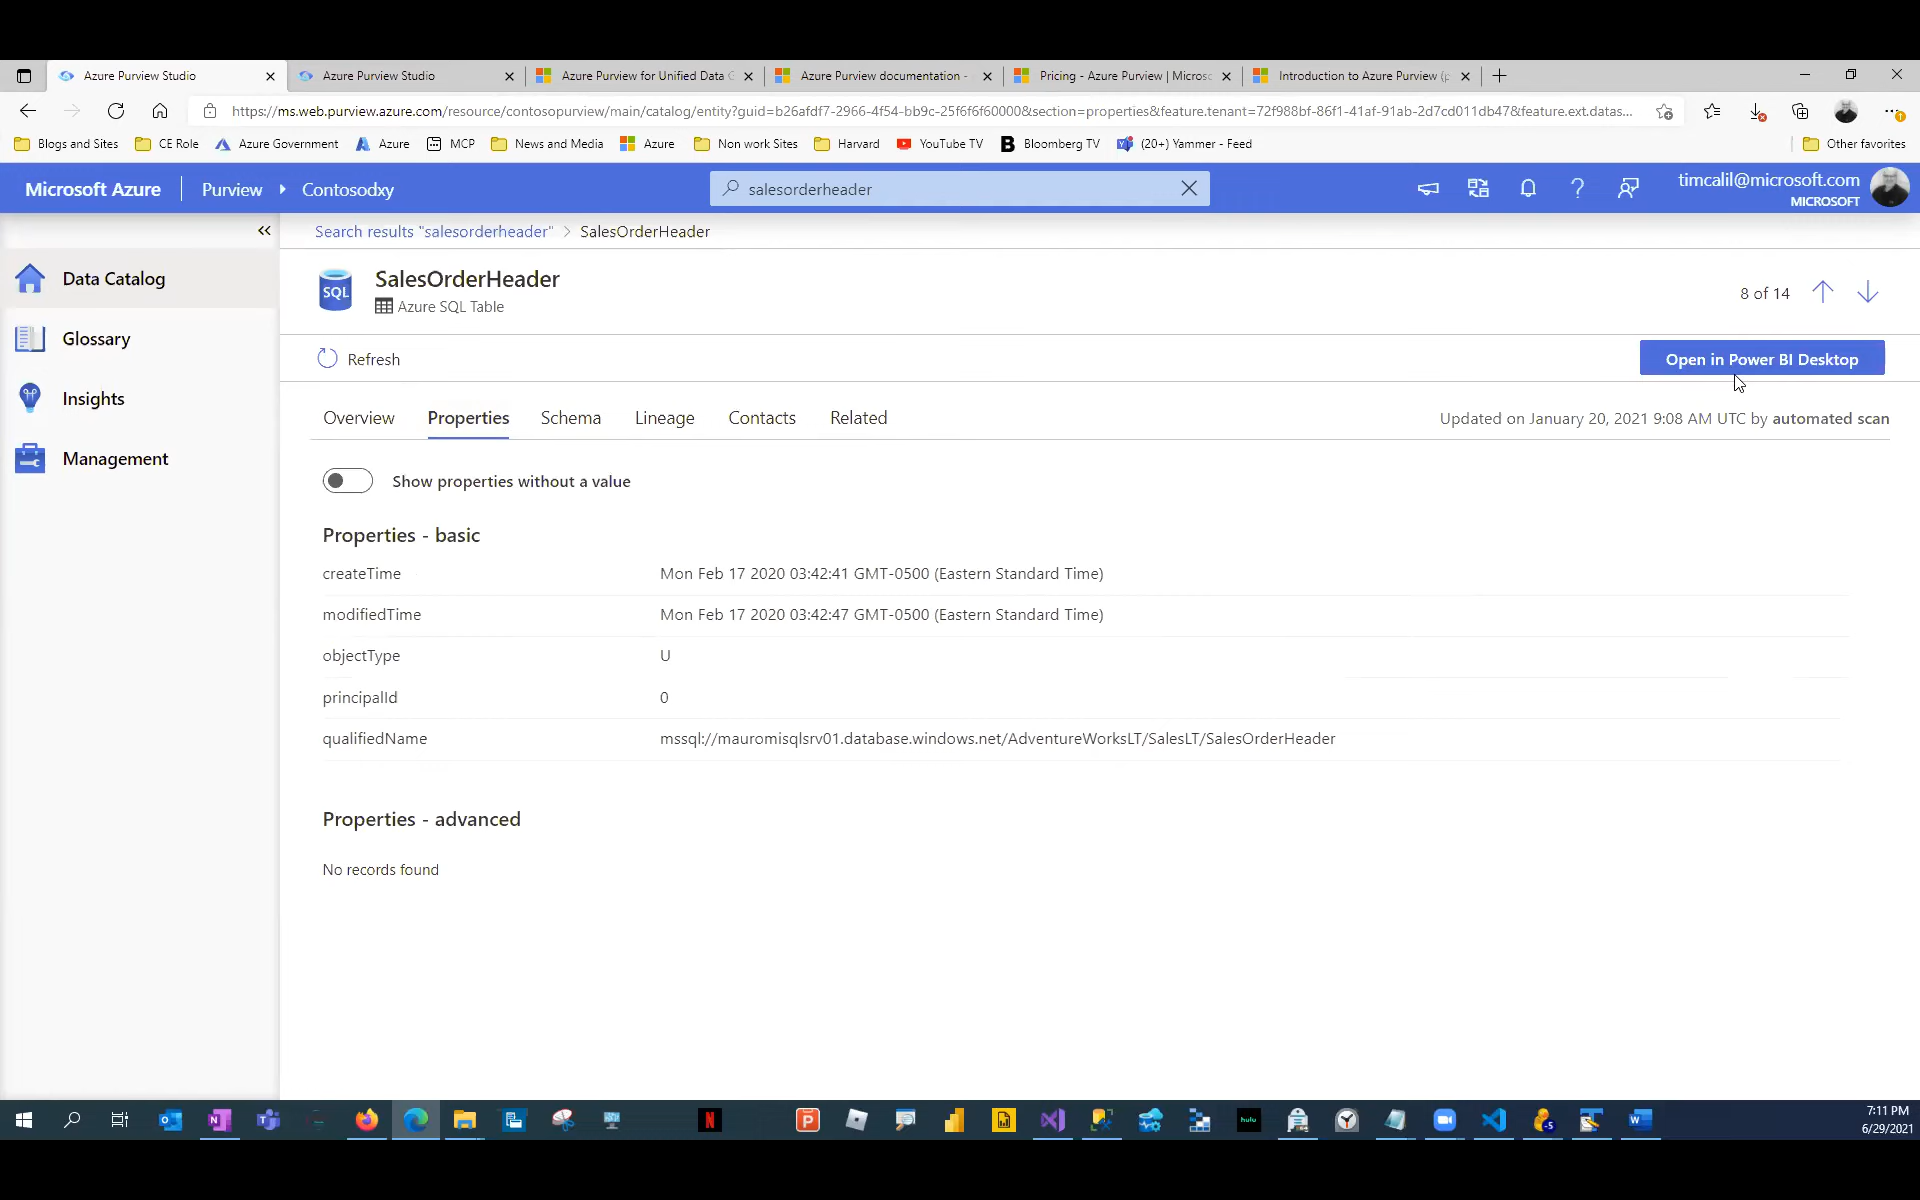 Azure Purview Studio
Azure Purview Studio
Azure Purview for Unified Data G
Azure Purview documentation -
Pricing - Azure Purview | Microsc
Introduction to Azure Purview (p
https://ms.web.purview.azure.com/resource/contosopurview/main/catalog/entity?guid=b26afdf7-2966-4f54-bb9c-25f6f6f60000&section=properties&feature.tenant=72f988bf-86f1-41af-91ab-2d7cd011db47&feature.ext.datas...
Blogs and Sites
CE Role
Azure Government
Azure
MCP
News and Media
Azure
Non work Sites
Harvard
YouTube TV
Bloomberg TV
(20+) Yammer - Feed
Other favorites
Microsoft Azure
Purview
Contosodxy
salesorderheader
timcalil@microsoft.com
MICROSOFT
Search results "salesorderheader" > SalesOrderHeader
Data Catalog
Glossary
Insights
Management
SQL
SalesOrderHeader
Azure SQL Table
8 of 14
Refresh
Open in Power BI Desktop
Overview
Properties
Schema
Lineage
Contacts
Related
Updated on January 20, 2021 9:08 AM UTC by automated scan
Show properties without a value
Properties - basic
createTime
Mon Feb 17 2020 03:42:41 GMT-0500 (Eastern Standard Time)
modifiedTime
Mon Feb 17 2020 03:42:47 GMT-0500 (Eastern Standard Time)
objectType
U
principalId
0
qualifiedName
mssql://mauromisqlsrv01.database.windows.net/AdventureWorksLT/SalesLT/SalesOrderHeader
Properties - advanced
No records found
hulu
7:11 PM
6/29/2021